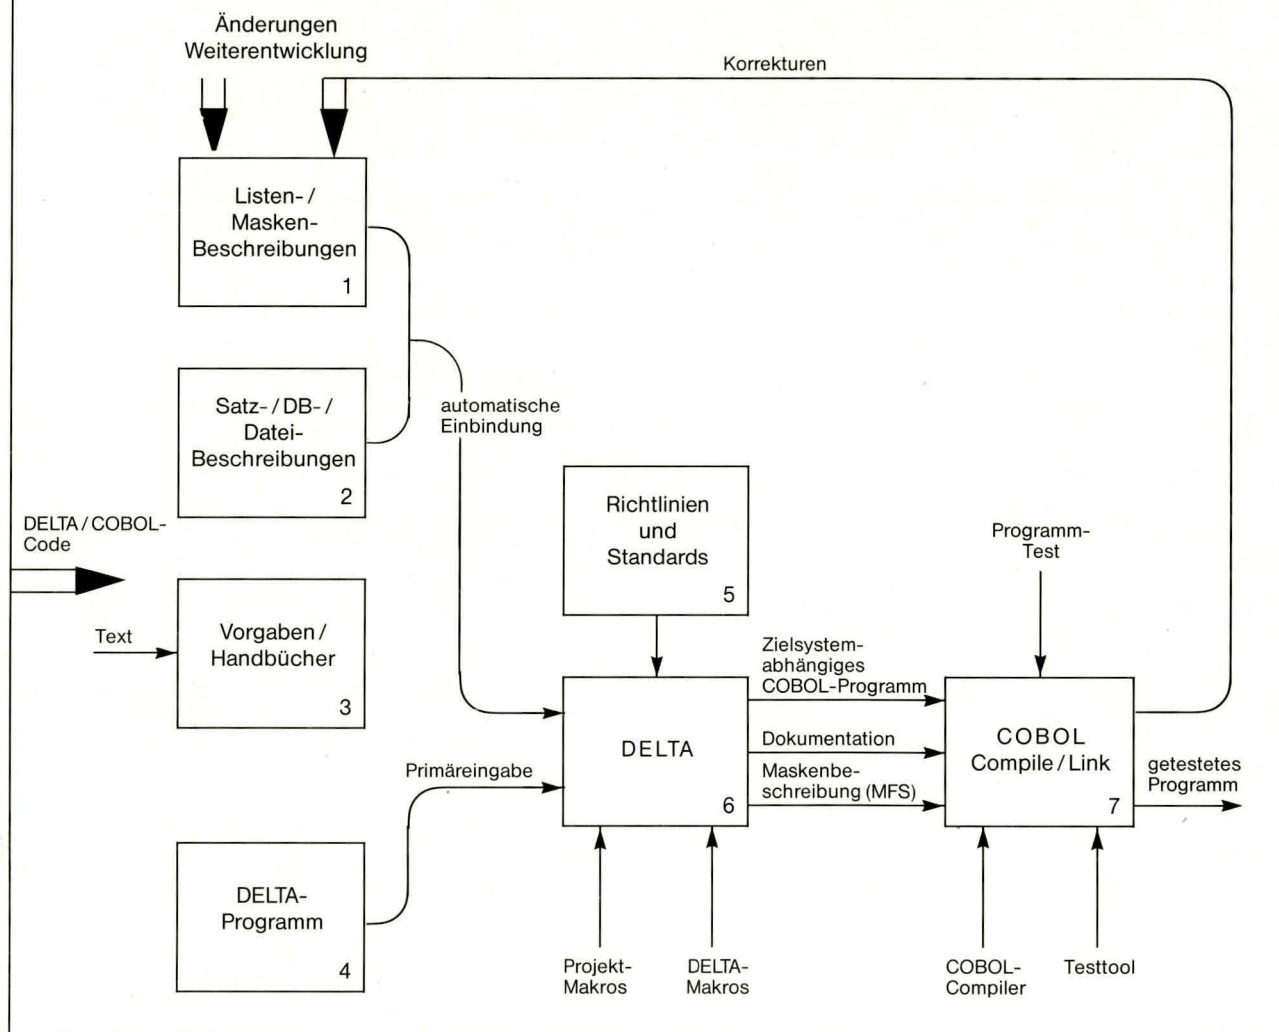 Änderungen
Weiterentwicklung
Korrekturen
Listen- /
Masken-
Beschreibungen
1
Satz- / DB- /
Datei-
Beschreibungen
2
automatische
Einbindung
DELTA / COBOL-
Code
Richtlinien
und
Standards
5
Programm-
Test
Text
Vorgaben /
Handbücher
3
Zielsystem-
abhängiges
COBOL-Programm
DELTA
6
Dokumentation
Maskenbe-
schreibung (MFS)
COBOL
Compile / Link
7
getestetes
Programm
Primäreingabe
DELTA-
Programm
4
Projekt-
Makros
DELTA-
Makros
COBOL-
Compiler
Testtool